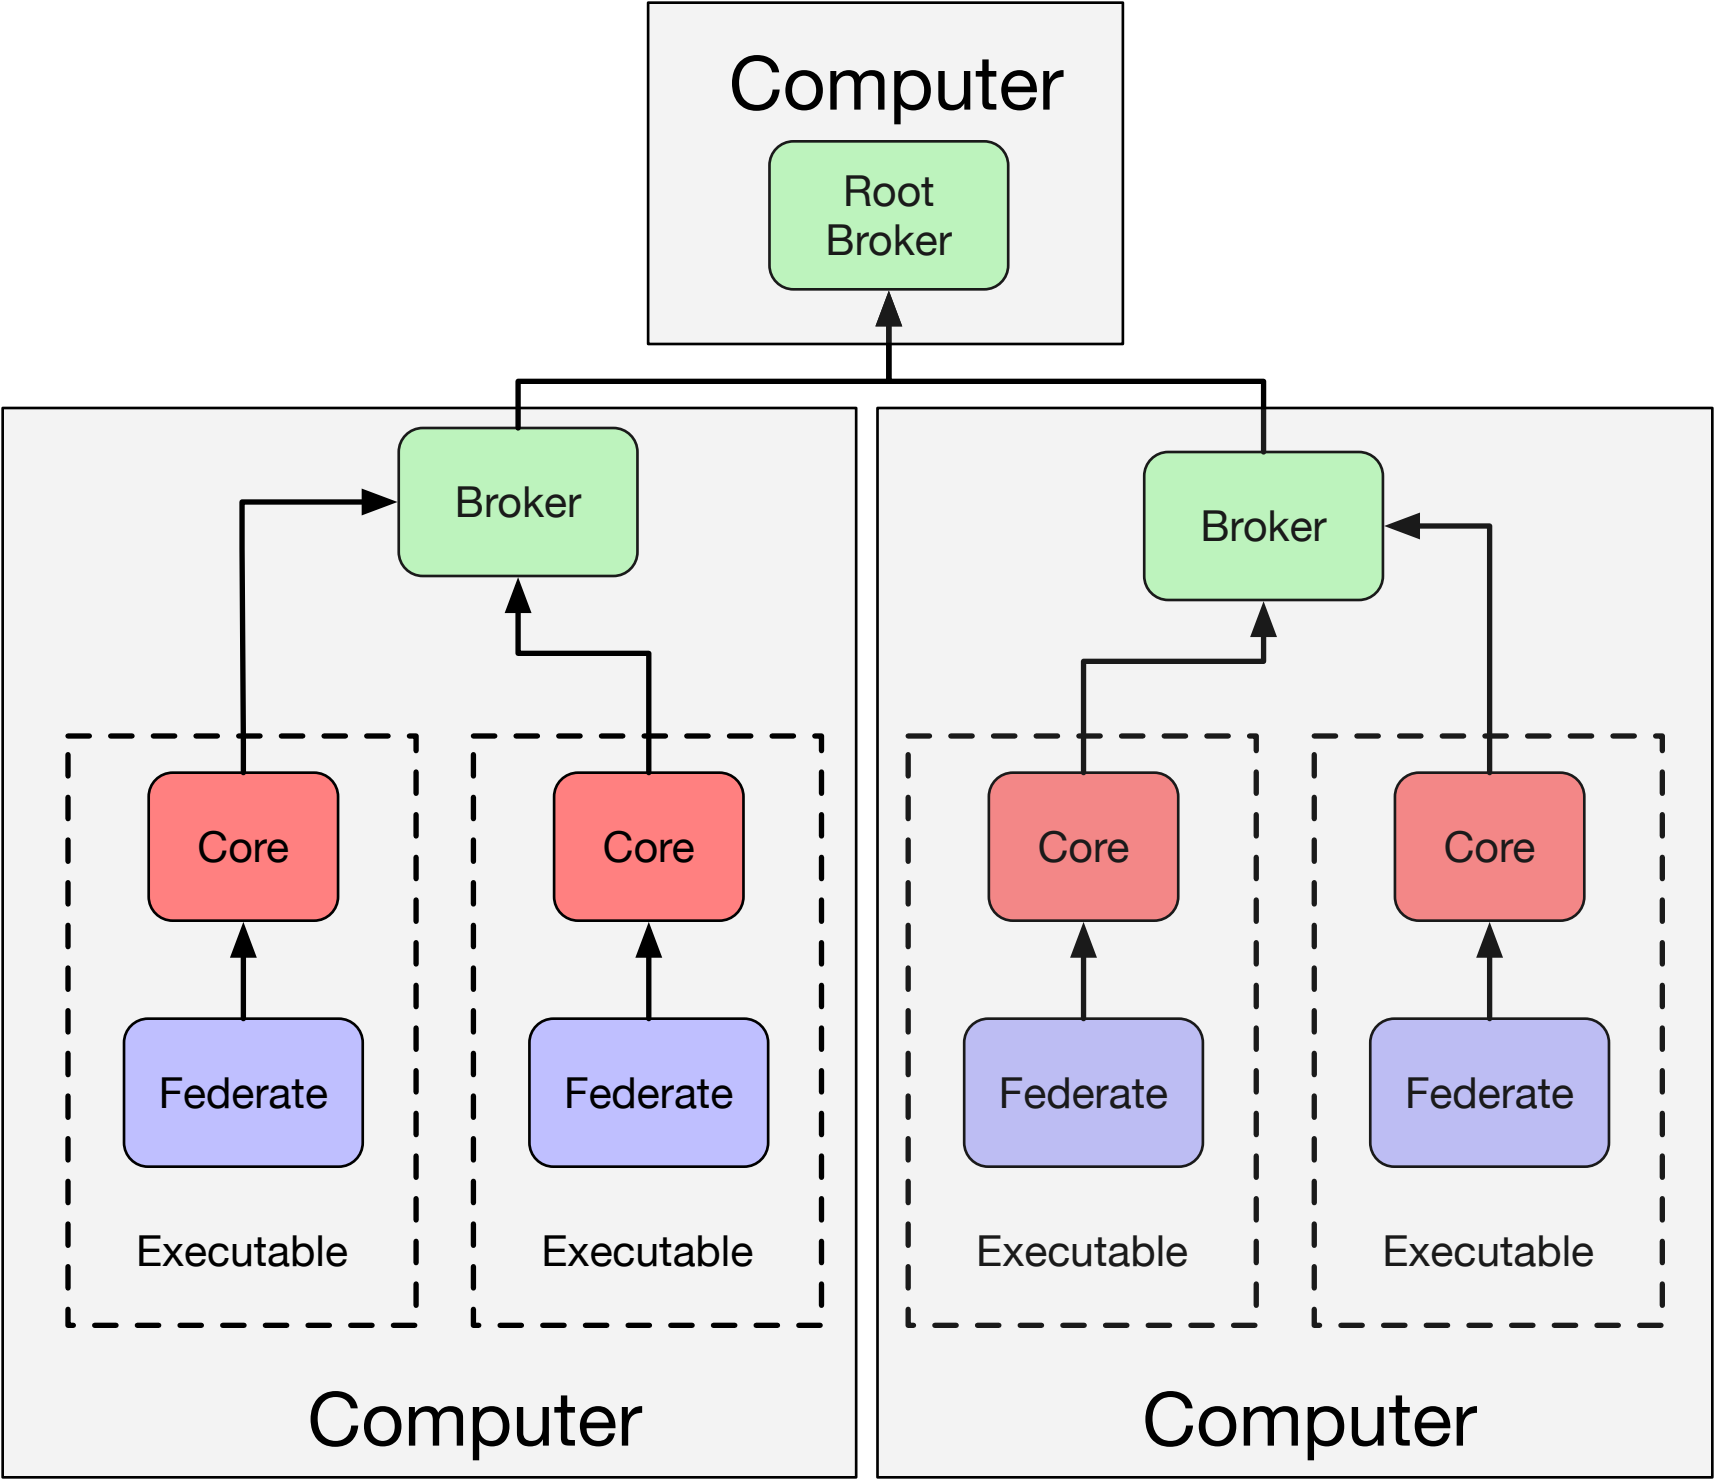 Computer
Root
Broker
Broker
Broker
Core
Core
Core
Core
Federate
Federate
Federate
Federate
Executable
Executable
Executable
Executable
Computer
Computer